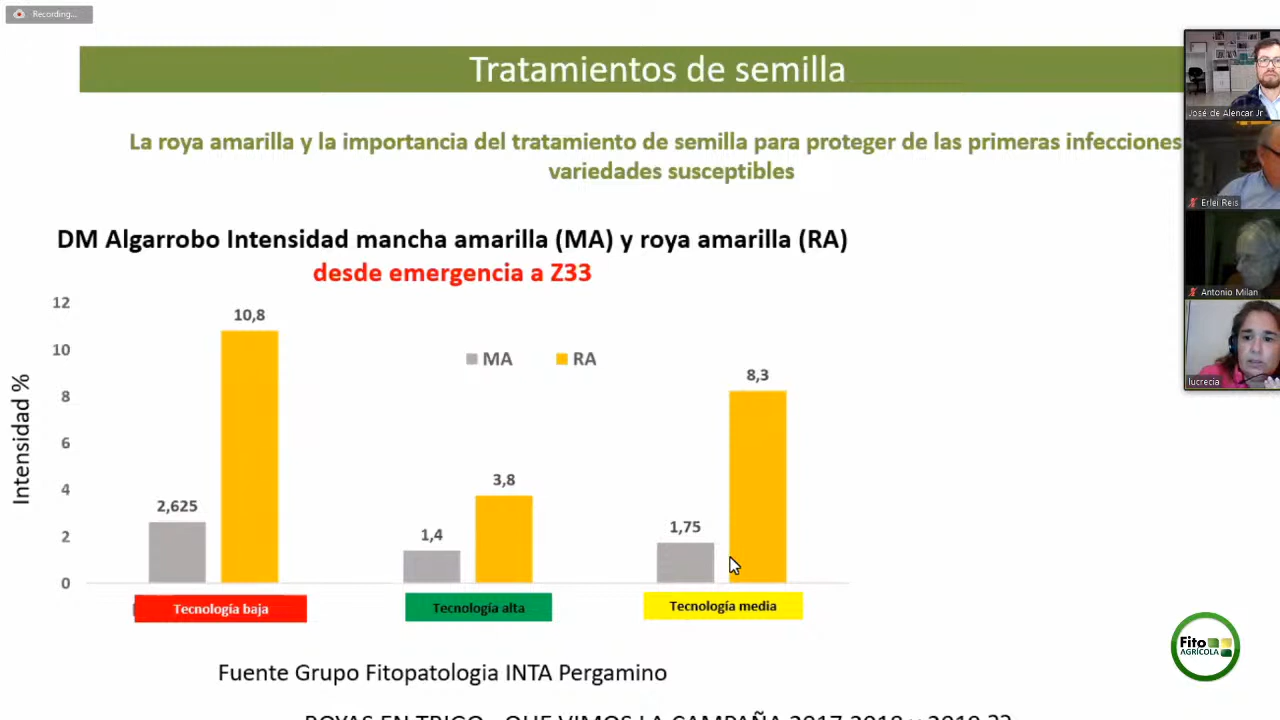 Recording...
Tratamientos de semilla
La roya amarilla y la importancia del tratamiento de semilla para proteger de las primeras infecciones
variedades susceptibles
DM Algarrobo Intensidad mancha amarilla (MA) y roya amarilla (RA)
desde emergencia a Z33
Intensidad %
12
10
8
6
4
2
0
MA
RA
2,625
10,8
1,4
3,8
1,75
8,3
Tecnología baja
Tecnología alta
Tecnología media
Fuente Grupo Fitopatologia INTA Pergamino
ROYAS EN TRIGO - QUE VIMOS LA CAMPAÑA 2017-2018 y 2019 ??
José de Alencar Jr
Erlei Reis
Antonio Milan
lucrecia
Fito
AGRÍCOLA